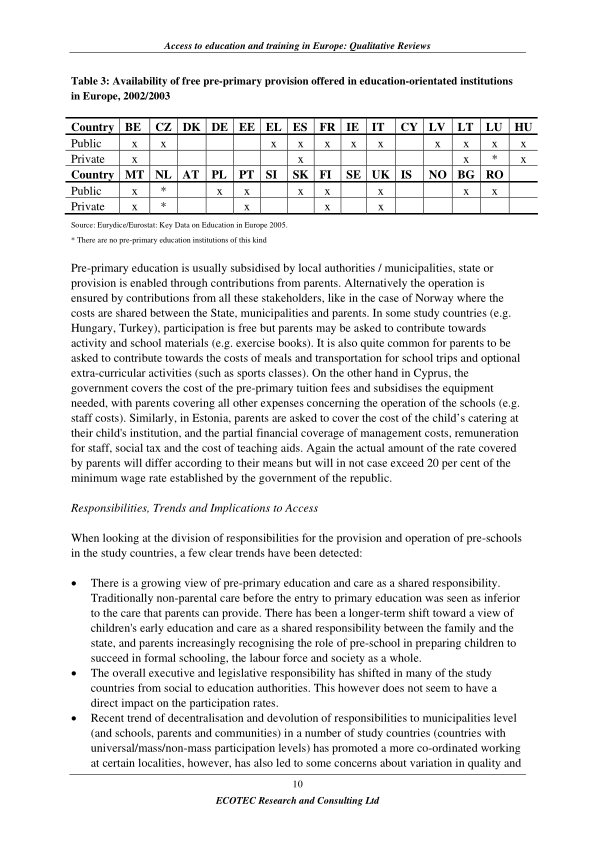 Access to education and training in Europe: Qualitative Reviews
Table 3: Availability of free pre-primary provision offered in education-orientated institutions
in Europe, 2002/2003
Country BE CZ DK DE EE EL ES FR IE IT CY LV LT LU HU
Public x x x x x x x x x x x
Private x x x * x
Country MT NL AT PL PT SI SK FI SE UK IS NO BG RO
Public x * x x x x x x x
Private x * x x x
Source: Eurydice/Eurostat: Key Data on Education in Europe 2005.
* There are no pre-primary education institutions of this kind
Pre-primary education is usually subsidised by local authorities / municipalities, state or
provision is enabled through contributions from parents. Alternatively the operation is
ensured by contributions from all these stakeholders, like in the case of Norway where the
costs are shared between the State, municipalities and parents. In some study countries (e.g.
Hungary, Turkey), participation is free but parents may be asked to contribute towards
activity and school materials (e.g. exercise books). It is also quite common for parents to be
asked to contribute towards the costs of meals and transportation for school trips and optional
extra-curricular activities (such as sports classes). On the other hand in Cyprus, the
government covers the cost of the pre-primary tuition fees and subsidises the equipment
needed, with parents covering all other expenses concerning the operation of the schools (e.g.
staff costs). Similarly, in Estonia, parents are asked to cover the cost of the child's catering at
their child's institution, and the partial financial coverage of management costs, remuneration
for staff, social tax and the cost of teaching aids. Again the actual amount of the rate covered
by parents will differ according to their means but will in not case exceed 20 per cent of the
minimum wage rate established by the government of the republic.
Responsibilities, Trends and Implications to Access
When looking at the division of responsibilities for the provision and operation of pre-schools
in the study countries, a few clear trends have been detected:
• There is a growing view of pre-primary education and care as a shared responsibility.
Traditionally non-parental care before the entry to primary education was seen as inferior
to the care that parents can provide. There has been a longer-term shift toward a view of
children's early education and care as a shared responsibility between the family and the
state, and parents increasingly recognising the role of pre-school in preparing children to
succeed in formal schooling, the labour force and society as a whole.
• The overall executive and legislative responsibility has shifted in many of the study
countries from social to education authorities. This however does not seem to have a
direct impact on the participation rates.
• Recent trend of decentralisation and devolution of responsibilities to municipalities level
(and schools, parents and communities) in a number of study countries (countries with
universal/mass/non-mass participation levels) has promoted a more co-ordinated working
at certain localities, however, has also led to some concerns about variation in quality and
10
ECOTEC Research and Consulting Ltd